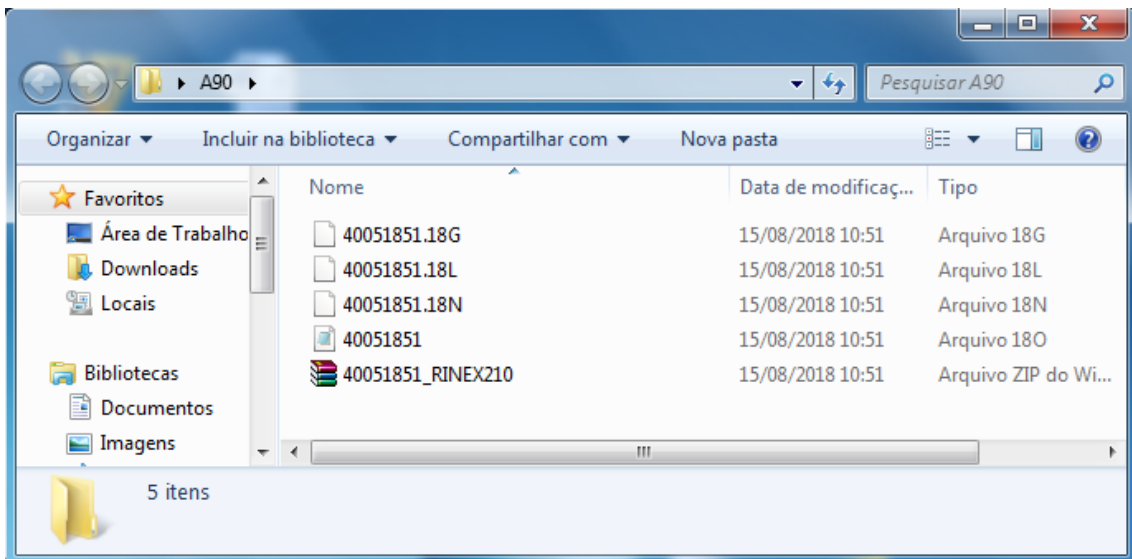 A90
Pesquisar A90
Organizar
Incluir na biblioteca
Compartilhar com
Nova pasta
Favoritos
Área de Trabalho
Downloads
Locais
Bibliotecas
Documentos
Imagens
Nome
Data de modificaç...
Tipo
40051851.18G
15/08/2018 10:51
Arquivo 18G
40051851.18L
15/08/2018 10:51
Arquivo 18L
40051851.18N
15/08/2018 10:51
Arquivo 18N
40051851
15/08/2018 10:51
Arquivo 18O
40051851_RINEX210
15/08/2018 10:51
Arquivo ZIP do Wi...
5 itens